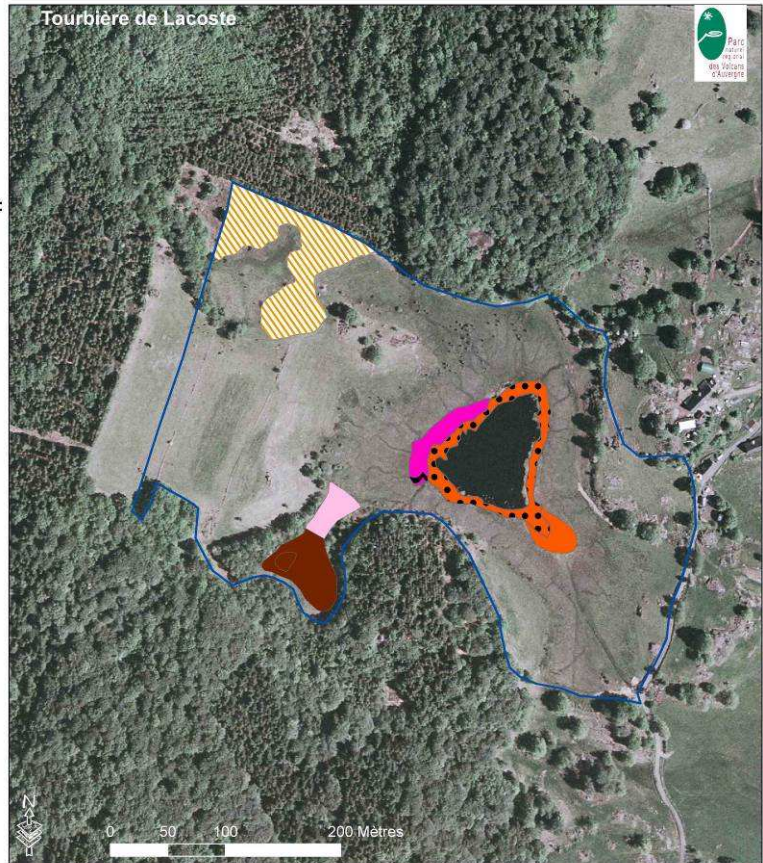 Tourbière de Lacoste
Parc
naturel
régional
des Volcans
d'Auvergne
N
0 50 100 200 Mètres